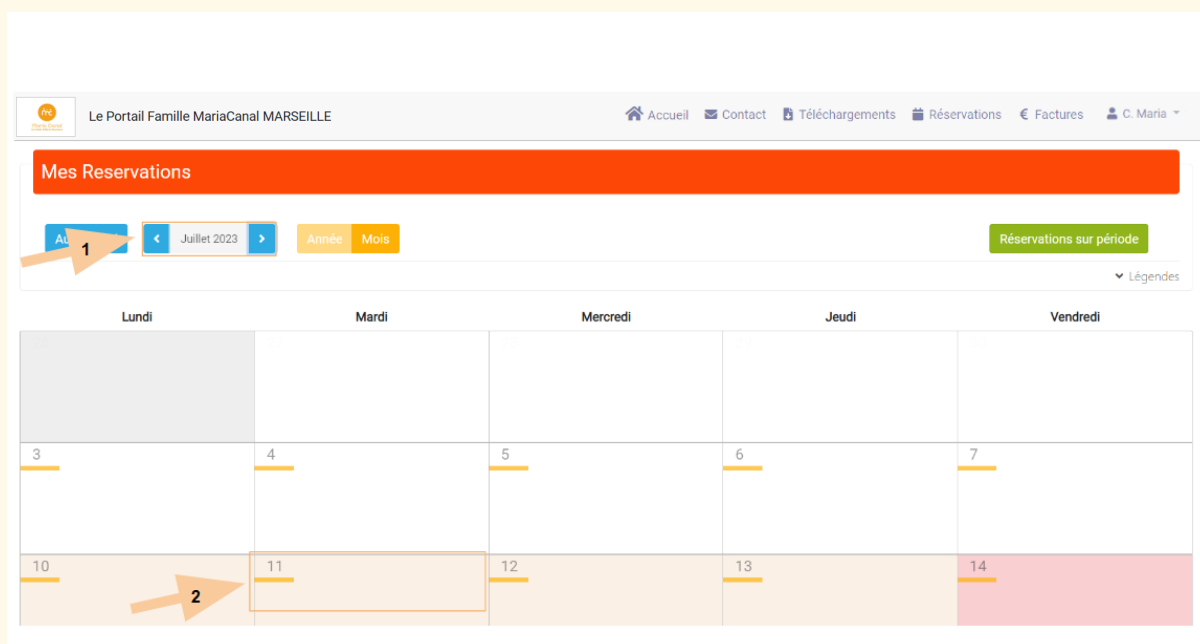 Le Portail Famille MariaCanal MARSEILLE
Accueil Contact Téléchargements Réservations € Factures C. Maria
Mes Reservations
1 Juillet 2023 Année Mois Réservations sur période
Légendes
Lundi Mardi Mercredi Jeudi Vendredi
3 4 5 6 7
10 11 12 13 14
2